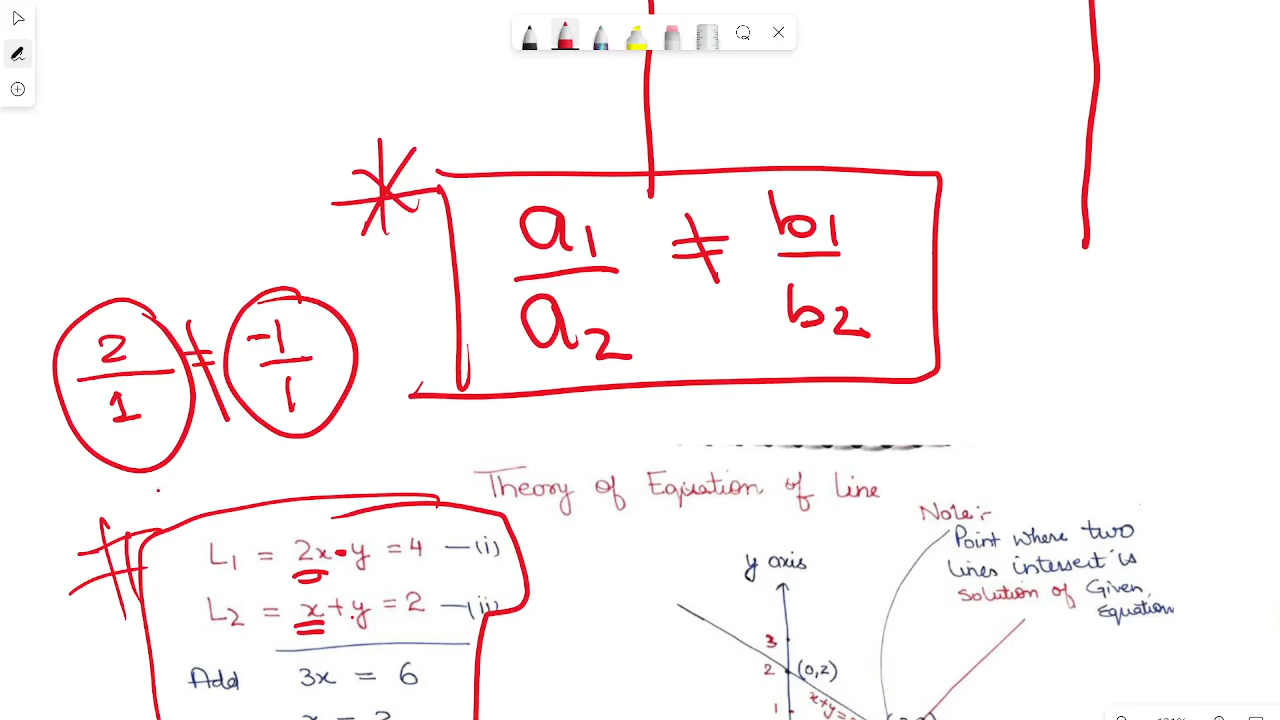 a1/a2 ≠ b1/b2
2/1 ≠ -1/1
Theory of Equation of Line
L1 = 2x - y = 4 —(i)
L2 = x + y = 2 —(ii)
Add 3x = 6
Note:-
Point where two
lines intersect is
solution of Given
Equation
y axis
3
2 (0,2)
x+y=
1